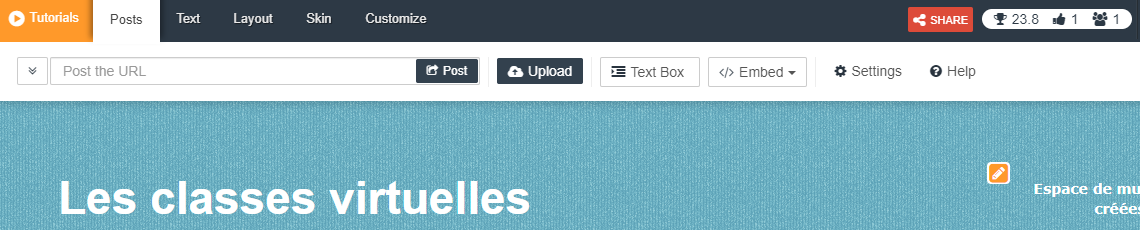 Tutorials Posts Text Layout Skin Customize SHARE 23.8 1 1
Post the URL Post Upload Text Box </> Embed Settings Help
Les classes virtuelles
Espace de mu
créées